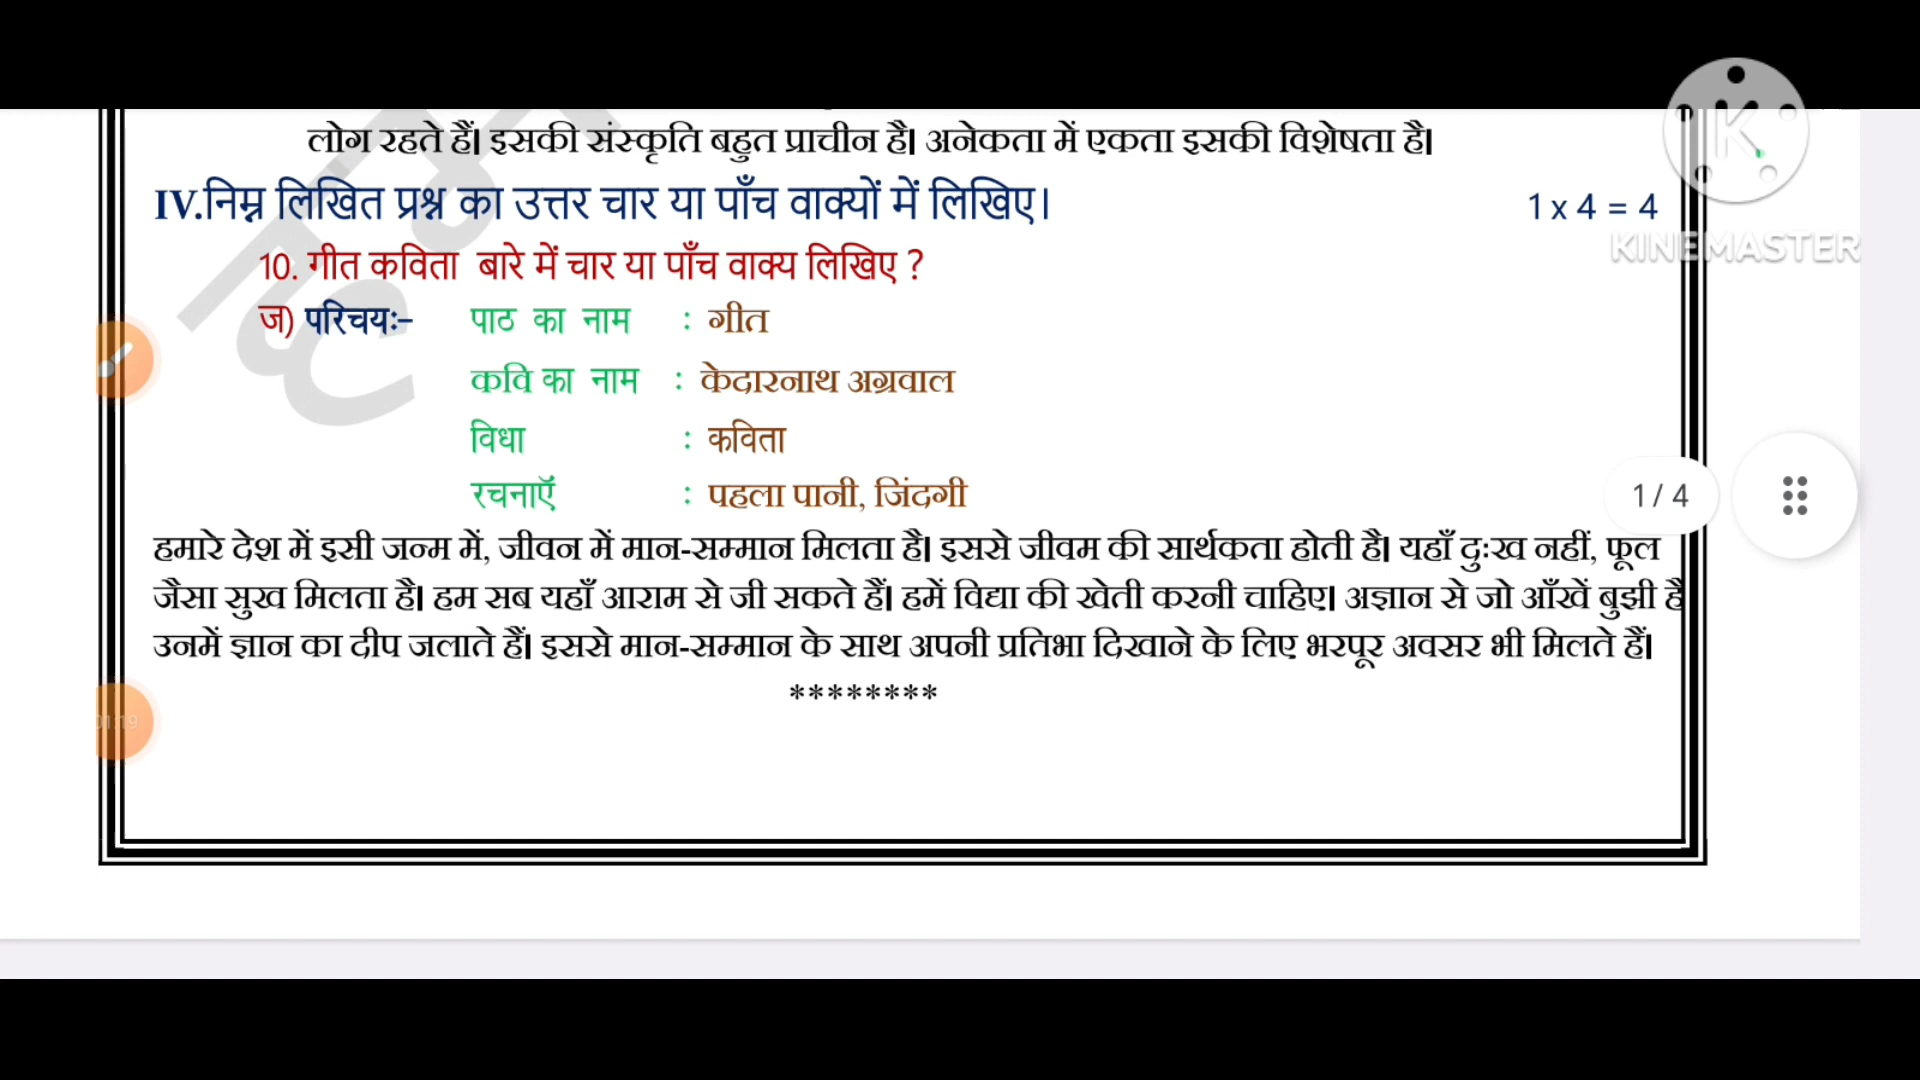 लोग रहते हैं। इसकी संस्कृति बहुत प्राचीन है। अनेकता में एकता इसकी विशेषता है।
IV.निम्न लिखित प्रश्न का उत्तर चार या पाँच वाक्यों में लिखिए। 1 x 4 = 4
KINEMASTER
10. गीत कविता बारे में चार या पाँच वाक्य लिखिए ?
ज) परिचयः- पाठ का नाम : गीत
कवि का नाम : केदारनाथ अग्रवाल
विधा : कविता
रचनाएँ : पहला पानी, जिंदगी
1 / 4
हमारे देश में इसी जन्म में, जीवन में मान-सम्मान मिलता है। इससे जीवम की सार्थकता होती है। यहाँ दुःख नहीं, फूल
जैसा सुख मिलता है। हम सब यहाँ आराम से जी सकते हैं। हमें विद्या की खेती करनी चाहिए। अज्ञान से जो आँखें बुझी है
उनमें ज्ञान का दीप जलाते हैं। इससे मान-सम्मान के साथ अपनी प्रतिभा दिखाने के लिए भरपूर अवसर भी मिलते हैं।
********
01:19